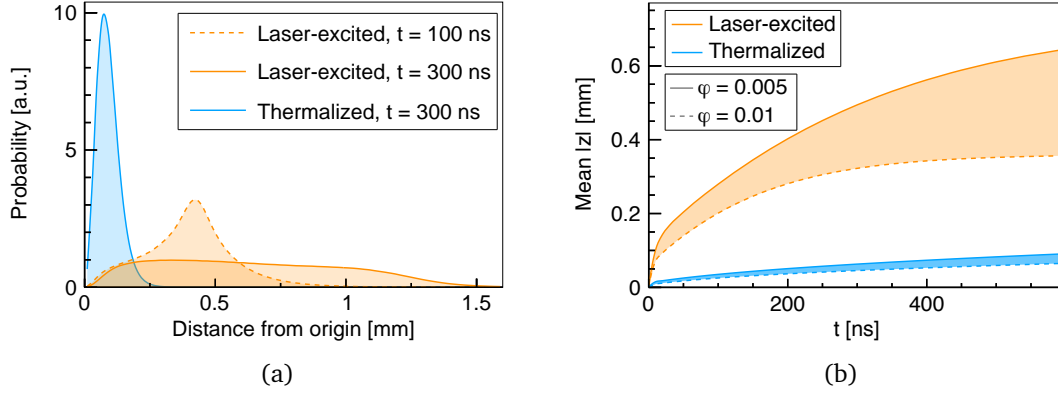 Probability [a.u.]
10
5
0
Laser-excited, t = 100 ns
Laser-excited, t = 300 ns
Thermalized, t = 300 ns
0 0.5 1 1.5
Distance from origin [mm]
(a)
Mean |z| [mm]
0.6
0.4
0.2
0
Laser-excited
Thermalized
φ = 0.005
φ = 0.01
0 200 400
t [ns]
(b)